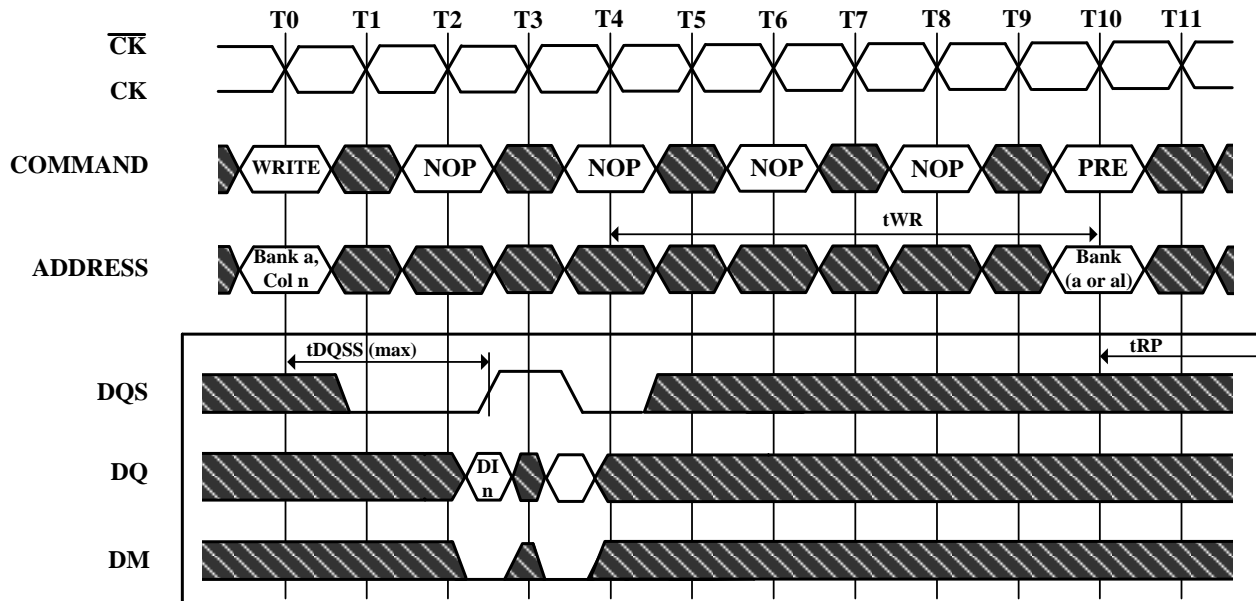 T0 T1 T2 T3 T4 T5 T6 T7 T8 T9 T10 T11
CK
CK
COMMAND WRITE NOP NOP NOP NOP PRE
tWR
ADDRESS Bank a, Col n Bank (a or al)
tDQSS (max) tRP
DQS
DQ DI n
DM